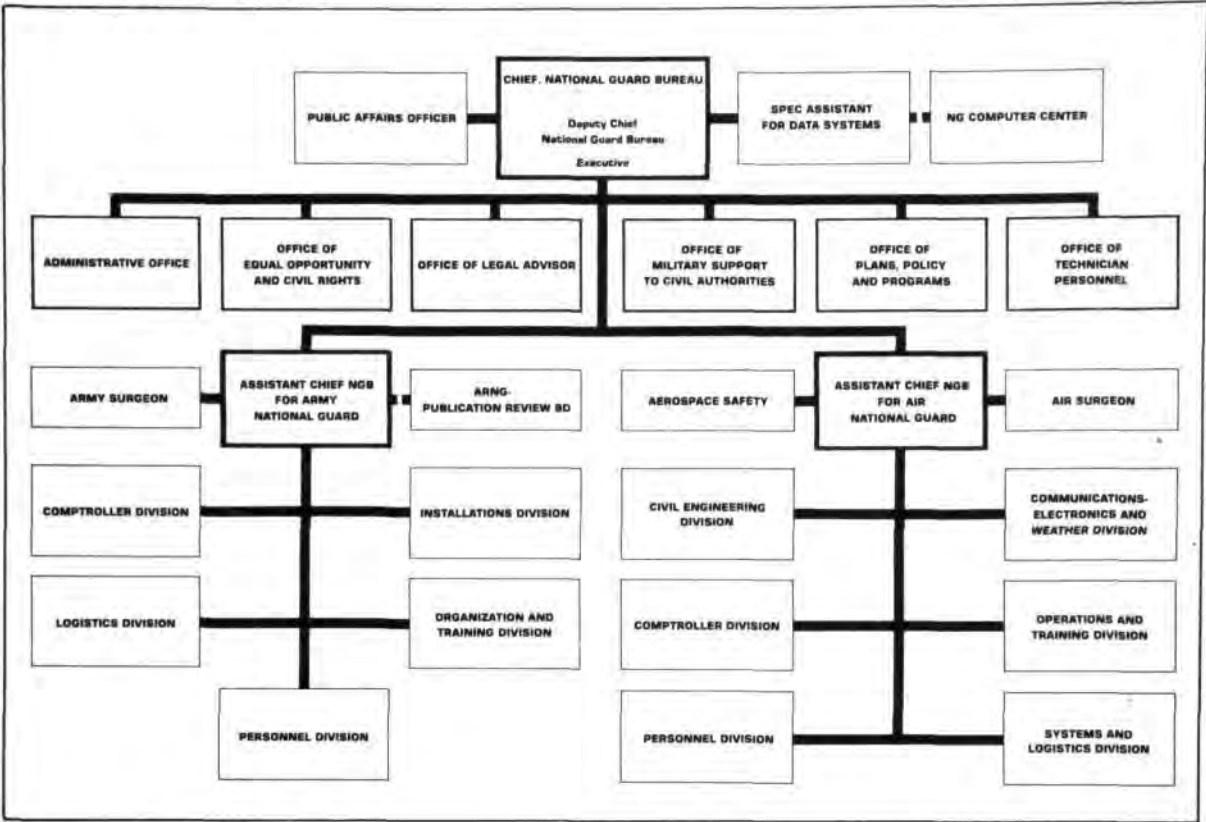 CHIEF, NATIONAL GUARD BUREAU
Deputy Chief
National Guard Bureau
Executive
PUBLIC AFFAIRS OFFICER
SPEC ASSISTANT
FOR DATA SYSTEMS
NG COMPUTER CENTER
ADMINISTRATIVE OFFICE
OFFICE OF
EQUAL OPPORTUNITY
AND CIVIL RIGHTS
OFFICE OF LEGAL ADVISOR
OFFICE OF
MILITARY SUPPORT
TO CIVIL AUTHORITIES
OFFICE OF
PLANS, POLICY
AND PROGRAMS
OFFICE OF
TECHNICIAN
PERSONNEL
ARMY SURGEON
ASSISTANT CHIEF NGB
FOR ARMY
NATIONAL GUARD
ARNG-
PUBLICATION REVIEW BD
AEROSPACE SAFETY
ASSISTANT CHIEF NGB
FOR AIR
NATIONAL GUARD
AIR SURGEON
COMPTROLLER DIVISION
INSTALLATIONS DIVISION
CIVIL ENGINEERING
DIVISION
COMMUNICATIONS-
ELECTRONICS AND
WEATHER DIVISION
LOGISTICS DIVISION
ORGANIZATION AND
TRAINING DIVISION
COMPTROLLER DIVISION
OPERATIONS AND
TRAINING DIVISION
PERSONNEL DIVISION
PERSONNEL DIVISION
SYSTEMS AND
LOGISTICS DIVISION